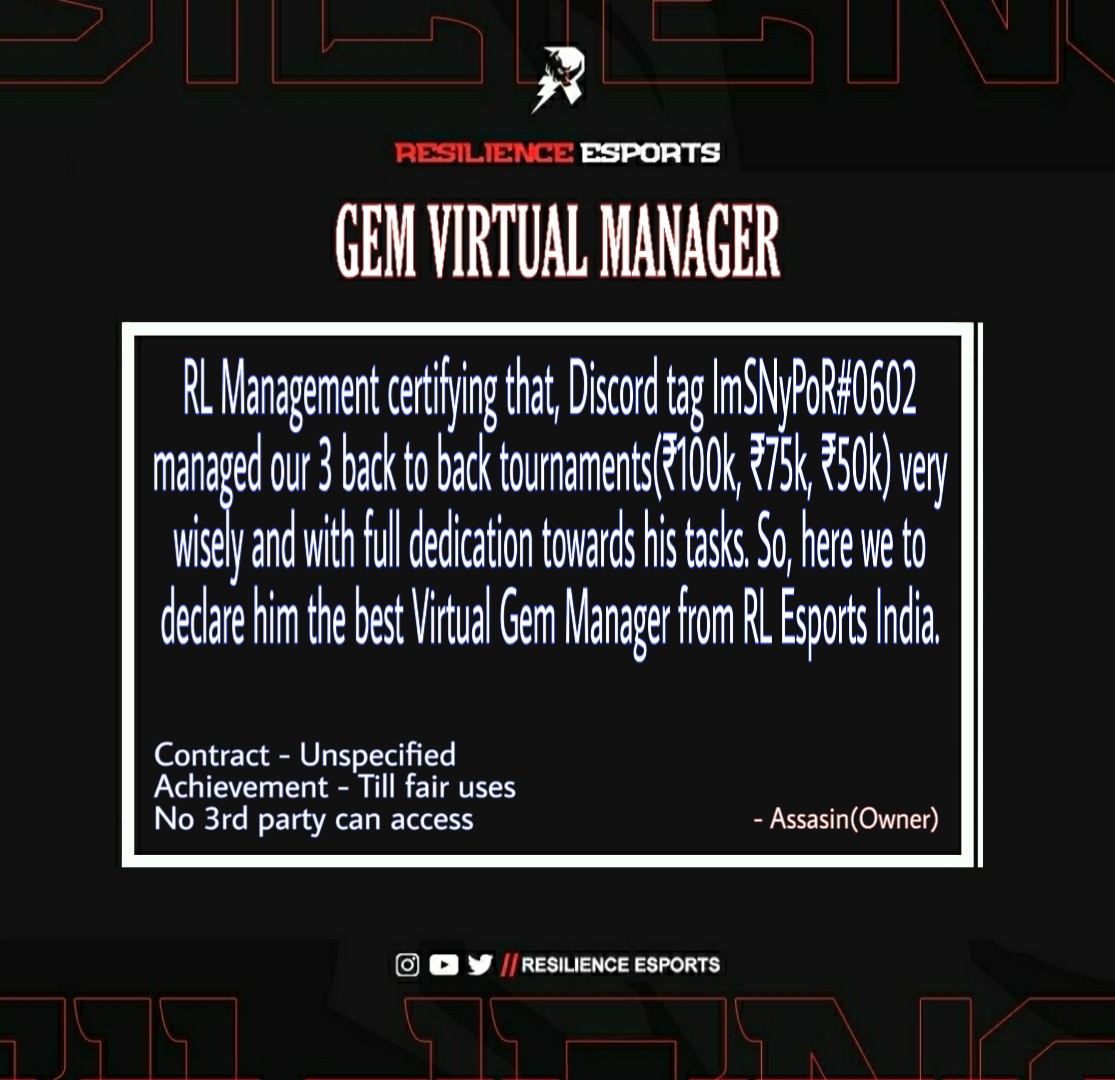 RESILIENCE ESPORTS
GEM VIRTUAL MANAGER
RL Management certifying that, Discord tag ImSNyPoR#0602
managed our 3 back to back tournaments(₹100k, ₹75k, ₹50k) very
wisely and with full dedication towards his tasks. So, here we to
declare him the best Virtual Gem Manager from RL Esports India.
Contract - Unspecified
Achievement - Till fair uses
No 3rd party can access
- Assasin(Owner)
//RESILIENCE ESPORTS